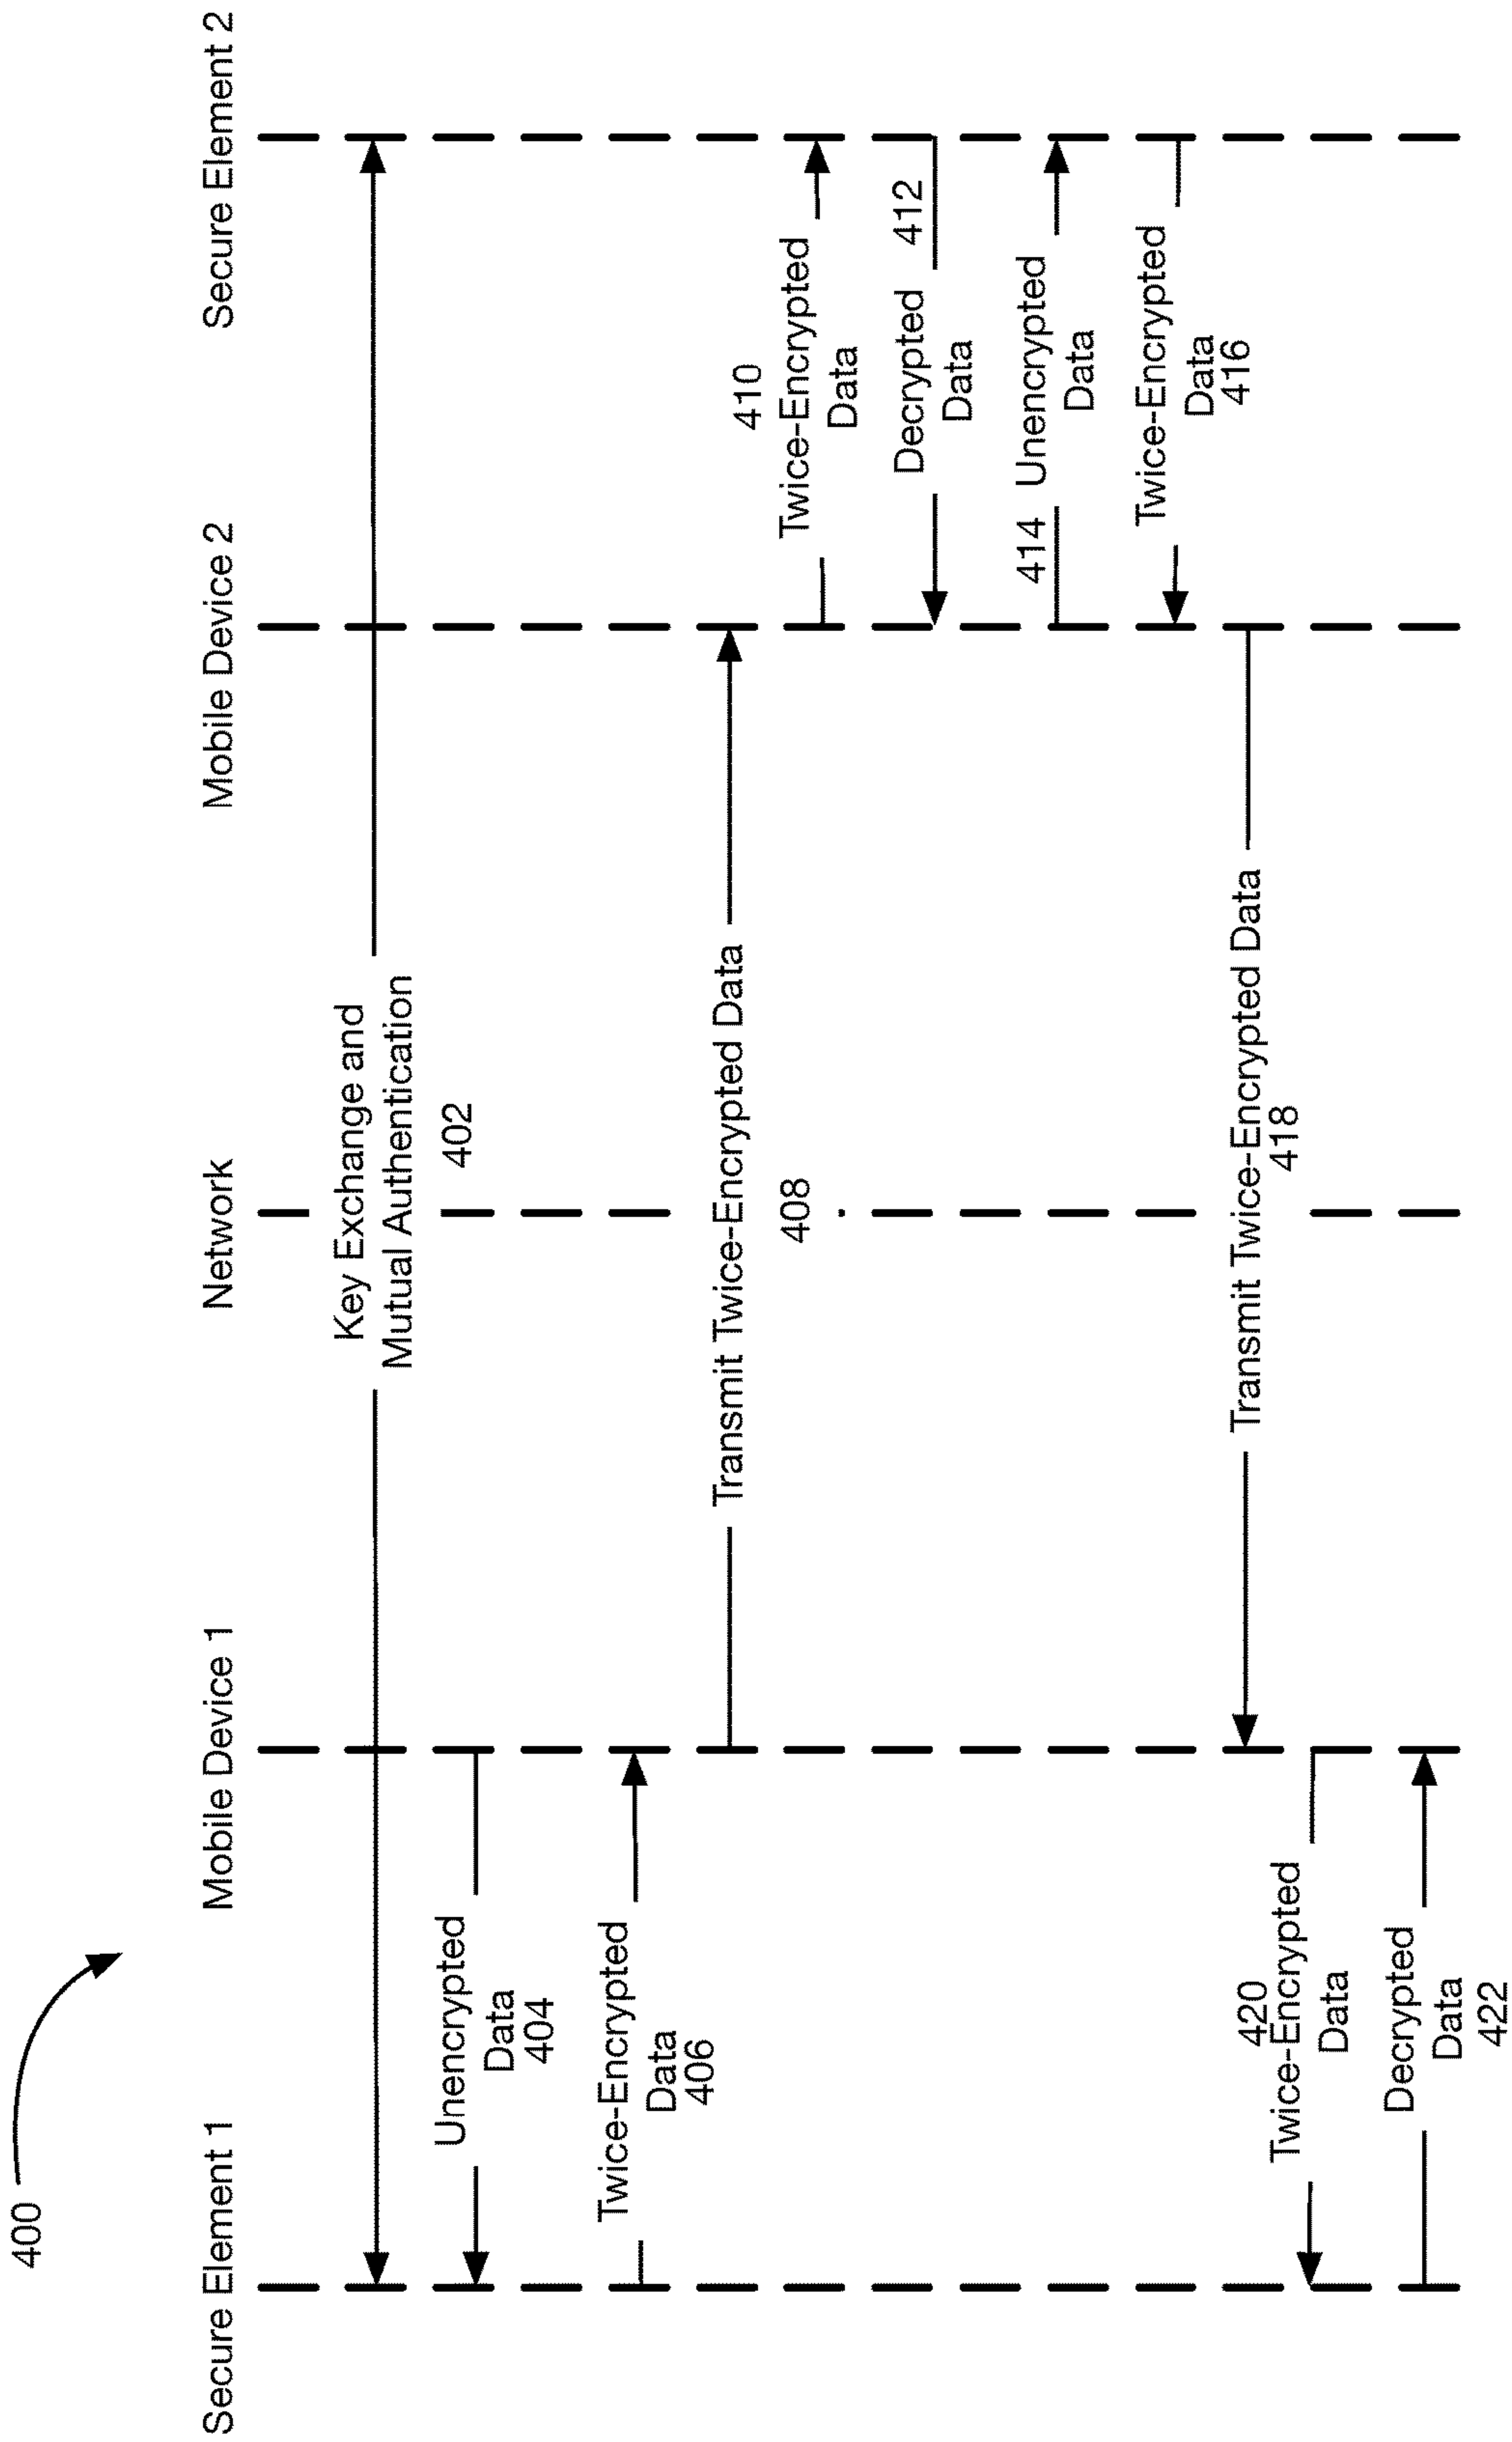 400
Secure Element 1
Mobile Device 1
Network
Mobile Device 2
Secure Element 2
Key Exchange and
Mutual Authentication
402
Unencrypted
Data
404
Twice-Encrypted
Data
406
Transmit Twice-Encrypted Data
408
410
Twice-Encrypted
Data
412
Decrypted
Data
414
Unencrypted
Data
Twice-Encrypted
Data
416
Transmit Twice-Encrypted Data
418
420
Twice-Encrypted
Data
Decrypted
Data
422